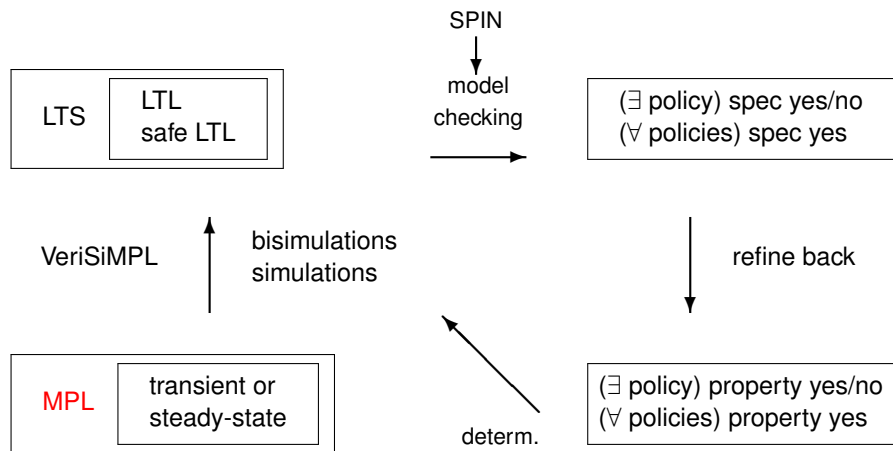 SPIN
model
checking
LTS
LTL
safe LTL
(∃ policy) spec yes/no
(∀ policies) spec yes
VeriSiMPL
bisimulations
simulations
refine back
MPL
transient or
steady-state
determ.
(∃ policy) property yes/no
(∀ policies) property yes